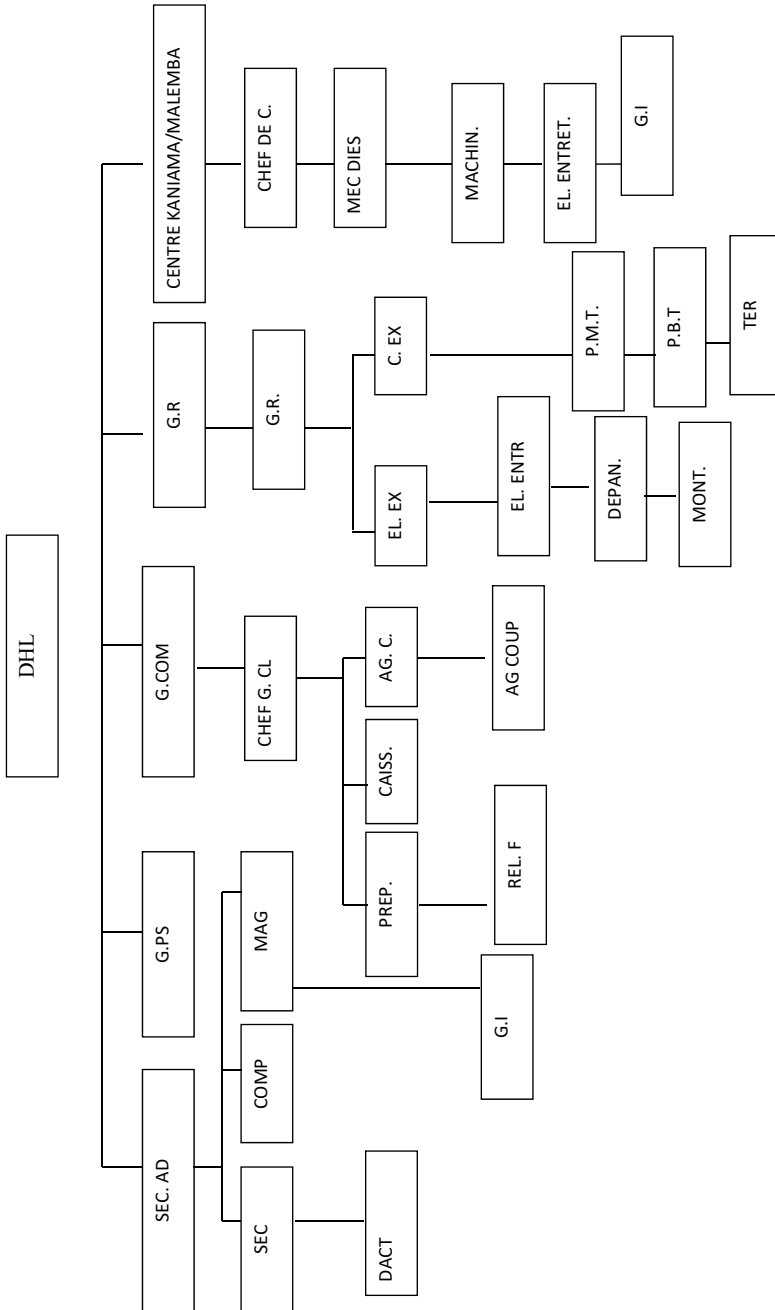 DHL
SEC. AD
G.PS
G.COM
G.R
CENTRE KANIAMA/MALEMBA
SEC
COMP
MAG
CHEF G. CL
G.R.
CHEF DE C.
DACT
PREP.
CAISS.
AG. C.
EL. EX
C. EX
MEC DIES
G.I
REL. F
AG COUP
EL. ENTR
MACHIN.
DEPAN.
P.M.T.
EL. ENTRET.
MONT.
P.B.T
G.I
TER